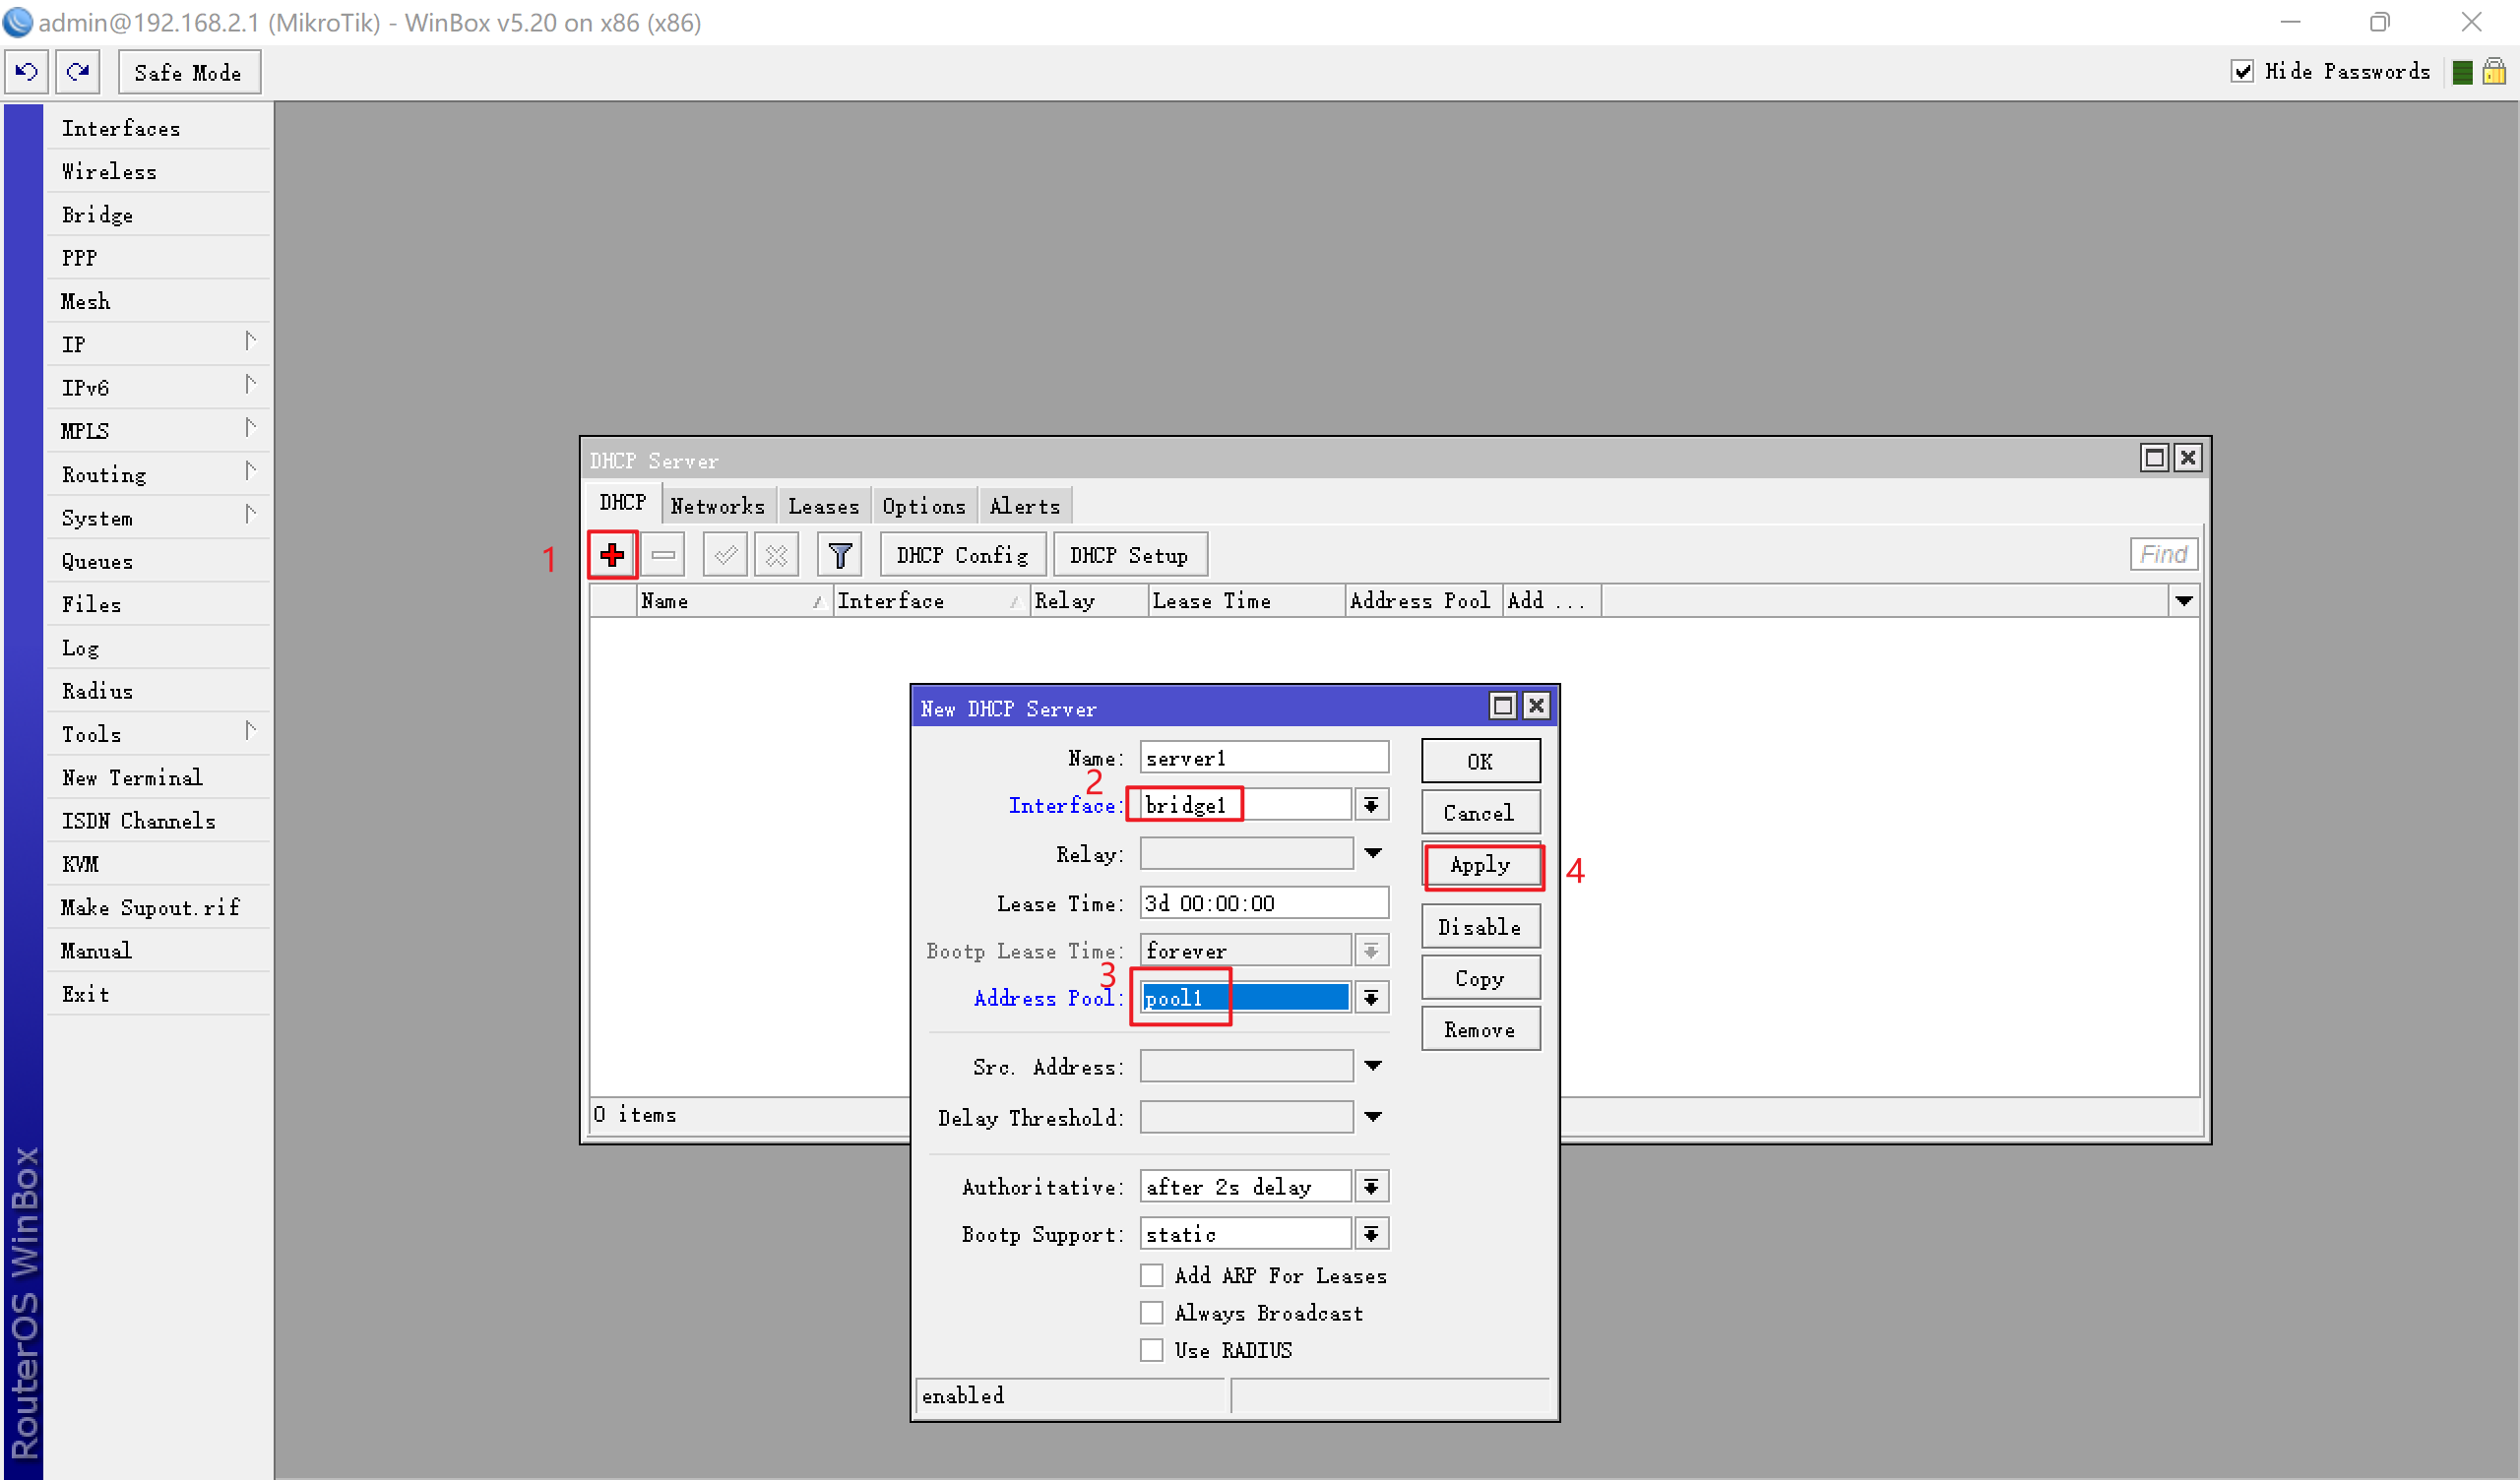 admin@192.168.2.1 (MikroTik) - WinBox v5.20 on x86 (x86)
Safe Mode
Hide Passwords
Interfaces
Wireless
Bridge
PPP
Mesh
IP
IPv6
MPLS
Routing
System
Queues
Files
Log
Radius
Tools
New Terminal
ISDN Channels
KVM
Make Supout.rif
Manual
Exit
RouterOS WinBox
DHCP Server
DHCP Networks Leases Options Alerts
1
DHCP Config DHCP Setup Find
Name Interface Relay Lease Time Address Pool Add ...
0 items
New DHCP Server
Name: server1
2
Interface: bridge1
Relay:
Lease Time: 3d 00:00:00
Bootp Lease Time: forever
3
Address Pool: pool1
Src. Address:
Delay Threshold:
Authoritative: after 2s delay
Bootp Support: static
Add ARP For Leases
Always Broadcast
Use RADIUS
enabled
OK
Cancel
Apply 4
Disable
Copy
Remove